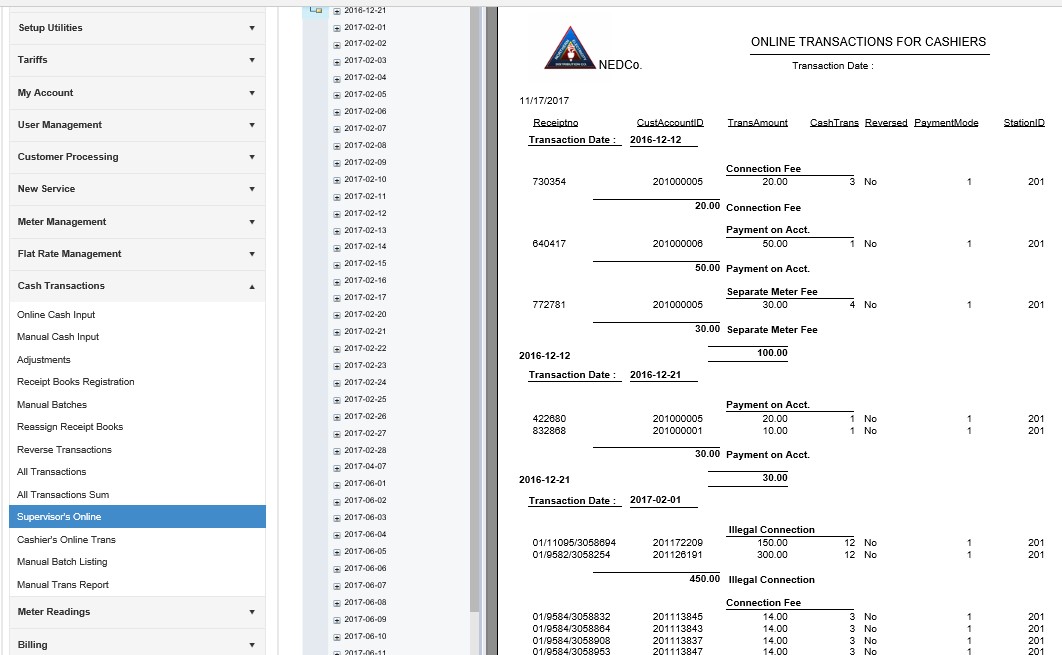 Setup Utilities
Tariffs
My Account
User Management
Customer Processing
New Service
Meter Management
Flat Rate Management
Cash Transactions
Online Cash Input
Manual Cash Input
Adjustments
Receipt Books Registration
Manual Batches
Reassign Receipt Books
Reverse Transactions
All Transactions
All Transactions Sum
Supervisor's Online
Cashier's Online Trans
Manual Batch Listing
Manual Trans Report
Meter Readings
Billing
2016-12-21
2017-02-01
2017-02-02
2017-02-03
2017-02-04
2017-02-05
2017-02-06
2017-02-07
2017-02-08
2017-02-09
2017-02-10
2017-02-11
2017-02-12
2017-02-13
2017-02-14
2017-02-15
2017-02-16
2017-02-17
2017-02-20
2017-02-21
2017-02-22
2017-02-23
2017-02-24
2017-02-25
2017-02-26
2017-02-27
2017-02-28
2017-04-07
2017-06-01
2017-06-02
2017-06-03
2017-06-04
2017-06-05
2017-06-06
2017-06-07
2017-06-08
2017-06-09
2017-06-10
2017-06-11
NEDCo.
ONLINE TRANSACTIONS FOR CASHIERS
Transaction Date :
11/17/2017
Receiptno CustAccountID TransAmount CashTrans Reversed PaymentMode StationID
Transaction Date : 2016-12-12
Connection Fee
730354 201000005 20.00 3 No 1 201
20.00 Connection Fee
Payment on Acct.
640417 201000006 50.00 1 No 1 201
50.00 Payment on Acct.
Separate Meter Fee
772781 201000005 30.00 4 No 1 201
30.00 Separate Meter Fee
2016-12-12 100.00
Transaction Date : 2016-12-21
Payment on Acct.
422680 201000005 20.00 1 No 1 201
832868 201000001 10.00 1 No 1 201
30.00 Payment on Acct.
2016-12-21 30.00
Transaction Date : 2017-02-01
Illegal Connection
01/11095/3058694 201172209 150.00 12 No 1 201
01/9582/3058254 201126191 300.00 12 No 1 201
450.00 Illegal Connection
Connection Fee
01/9584/3058832 201113845 14.00 3 No 1 201
01/9584/3058864 201113843 14.00 3 No 1 201
01/9584/3058908 201113837 14.00 3 No 1 201
01/9584/3058953 201113847 14.00 3 No 1 201